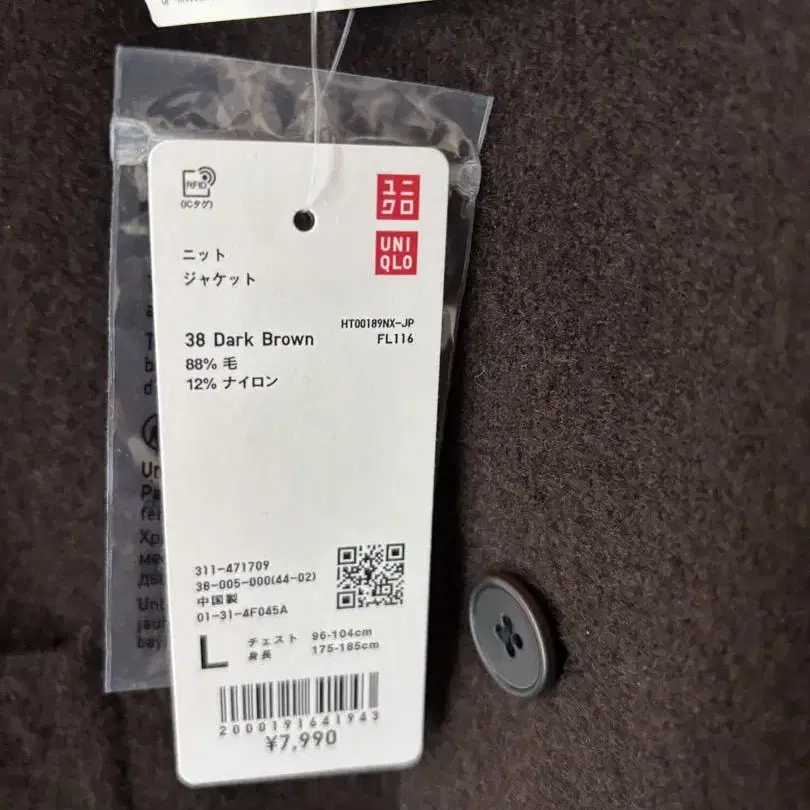 RFID
(ICタグ)
ユニ
クロ
UNI
QLO
ニット
ジャケット
HT00189NX-JP
38 Dark Brown
FL116
88% 毛
12% ナイロン
311-471709
38-005-000(44-02)
中国製
01-31-4F045A
L
チェスト 96-104cm
身長 175-185cm
2000191641943
¥7,990